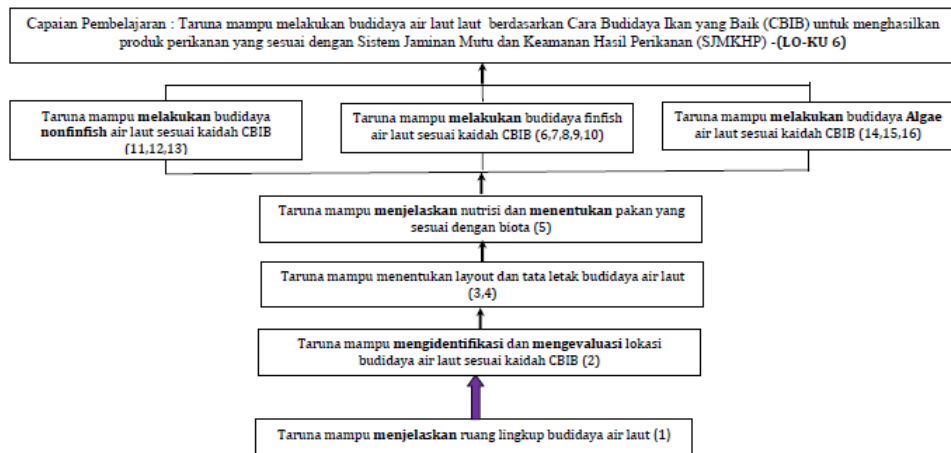 Capaian Pembelajaran : Taruna mampu melakukan budidaya air laut laut berdasarkan Cara Budidaya Ikan yang Baik (CBIB) untuk menghasilkan
produk perikanan yang sesuai dengan Sistem Jaminan Mutu dan Keamanan Hasil Perikanan (SJMKHP) -(LO-KU 6)
Taruna mampu melakukan budidaya
nonfinfish air laut sesuai kaidah CBIB
(11,12,13)
Taruna mampu melakukan budidaya finfish
air laut sesuai kaidah CBIB (6,7,8,9,10)
Taruna mampu melakukan budidaya Algae
air laut sesuai kaidah CBIB (14,15,16)
Taruna mampu menjelaskan nutrisi dan menentukan pakan yang
sesuai dengan biota (5)
Taruna mampu menentukan layout dan tata letak budidaya air laut
(3,4)
Taruna mampu mengidentifikasi dan mengevaluasi lokasi
budidaya air laut sesuai kaidah CBIB (2)
Taruna mampu menjelaskan ruang lingkup budidaya air laut (1)